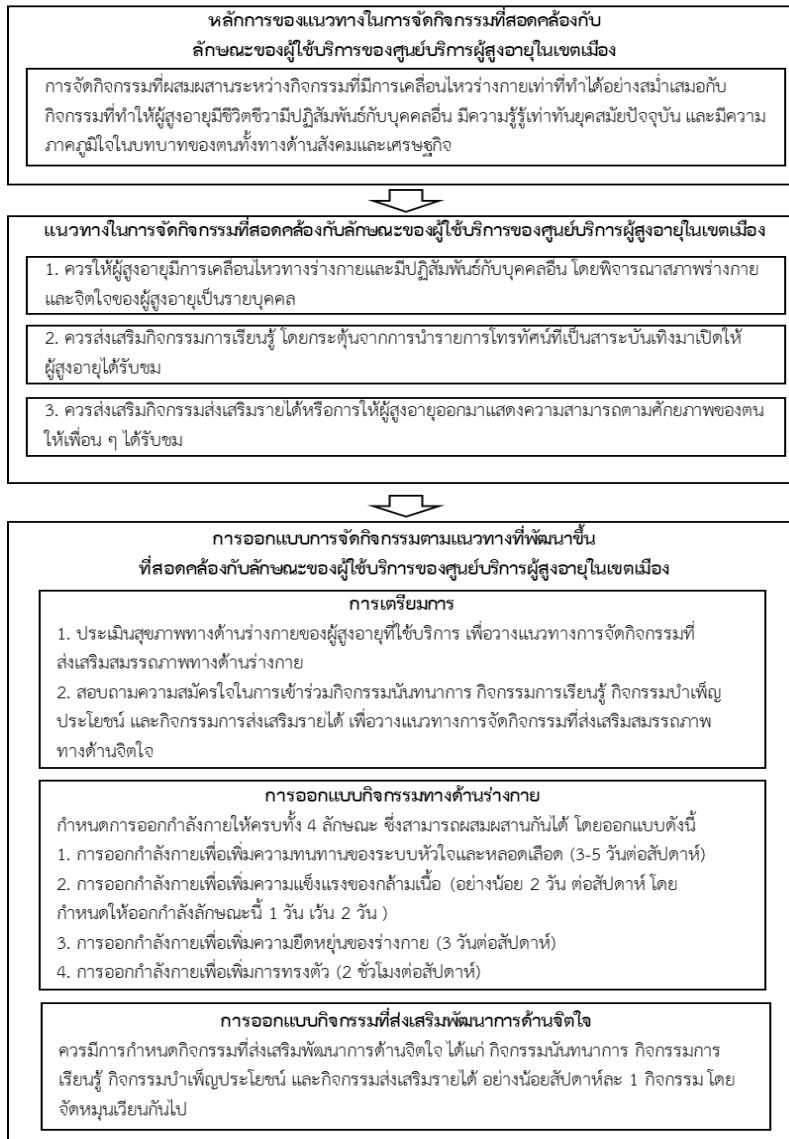 หลักการของแนวทางในการจัดกิจกรรมที่สอดคล้องกับ
ลักษณะของผู้ใช้บริการของศูนย์บริการผู้สูงอายุในเขตเมือง
การจัดกิจกรรมที่ผสมผสานระหว่างกิจกรรมที่มีการเคลื่อนไหวร่างกายเท่าที่ทำได้อย่างสม่ำเสมอกับ
กิจกรรมที่ทำให้ผู้สูงอายุมีชีวิตชีวามีปฏิสัมพันธ์กับบุคคลอื่น มีความรู้รู้เท่าทันยุคสมัยปัจจุบัน และมีความ
ภาคภูมิใจในบทบาทของตนทั้งทางด้านสังคมและเศรษฐกิจ
แนวทางในการจัดกิจกรรมที่สอดคล้องกับลักษณะของผู้ใช้บริการของศูนย์บริการผู้สูงอายุในเขตเมือง
1. ควรให้ผู้สูงอายุมีการเคลื่อนไหวทางร่างกายและมีปฏิสัมพันธ์กับบุคคลอื่น โดยพิจารณาสภาพร่างกาย
และจิตใจของผู้สูงอายุเป็นรายบุคคล
2. ควรส่งเสริมกิจกรรมการเรียนรู้ โดยกระตุ้นจากการนำรายการโทรทัศน์ที่เป็นสาระบันเทิงมาเปิดให้
ผู้สูงอายุได้รับชม
3. ควรส่งเสริมกิจกรรมส่งเสริมรายได้หรือการให้ผู้สูงอายุออกมาแสดงความสามารถตามศักยภาพของตน
ให้เพื่อน ๆ ได้รับชม
การออกแบบการจัดกิจกรรมตามแนวทางที่พัฒนาขึ้น
ที่สอดคล้องกับลักษณะของผู้ใช้บริการของศูนย์บริการผู้สูงอายุในเขตเมือง
การเตรียมการ
1. ประเมินสุขภาพทางด้านร่างกายของผู้สูงอายุที่ใช้บริการ เพื่อวางแนวทางการจัดกิจกรรมที่
ส่งเสริมสมรรถภาพทางด้านร่างกาย
2. สอบถามความสมัครใจในการเข้าร่วมกิจกรรมนันทนาการ กิจกรรมการเรียนรู้ กิจกรรมบำเพ็ญ
ประโยชน์ และกิจกรรมการส่งเสริมรายได้ เพื่อวางแนวทางการจัดกิจกรรมที่ส่งเสริมสมรรถภาพ
ทางด้านจิตใจ
การออกแบบกิจกรรมทางด้านร่างกาย
กำหนดการออกกำลังกายให้ครบทั้ง 4 ลักษณะ ซึ่งสามารถผสมผสานกันได้ โดยออกแบบดังนี้
1. การออกกำลังกายเพื่อเพิ่มความทนทานของระบบหัวใจและหลอดเลือด (3-5 วันต่อสัปดาห์)
2. การออกกำลังกายเพื่อเพิ่มความแข็งแรงของกล้ามเนื้อ (อย่างน้อย 2 วัน ต่อสัปดาห์ โดย
กำหนดให้ออกกำลังลักษณะนี้ 1 วัน เว้น 2 วัน )
3. การออกกำลังกายเพื่อเพิ่มความยืดหยุ่นของร่างกาย (3 วันต่อสัปดาห์)
4. การออกกำลังกายเพื่อเพิ่มการทรงตัว (2 ชั่วโมงต่อสัปดาห์)
การออกแบบกิจกรรมที่ส่งเสริมพัฒนาการด้านจิตใจ
ควรมีการกำหนดกิจกรรมที่ส่งเสริมพัฒนาการด้านจิตใจ ได้แก่ กิจกรรมนันทนาการ กิจกรรมการ
เรียนรู้ กิจกรรมบำเพ็ญประโยชน์ และกิจกรรมส่งเสริมรายได้ อย่างน้อยสัปดาห์ละ 1 กิจกรรม โดย
จัดหมุนเวียนกันไป